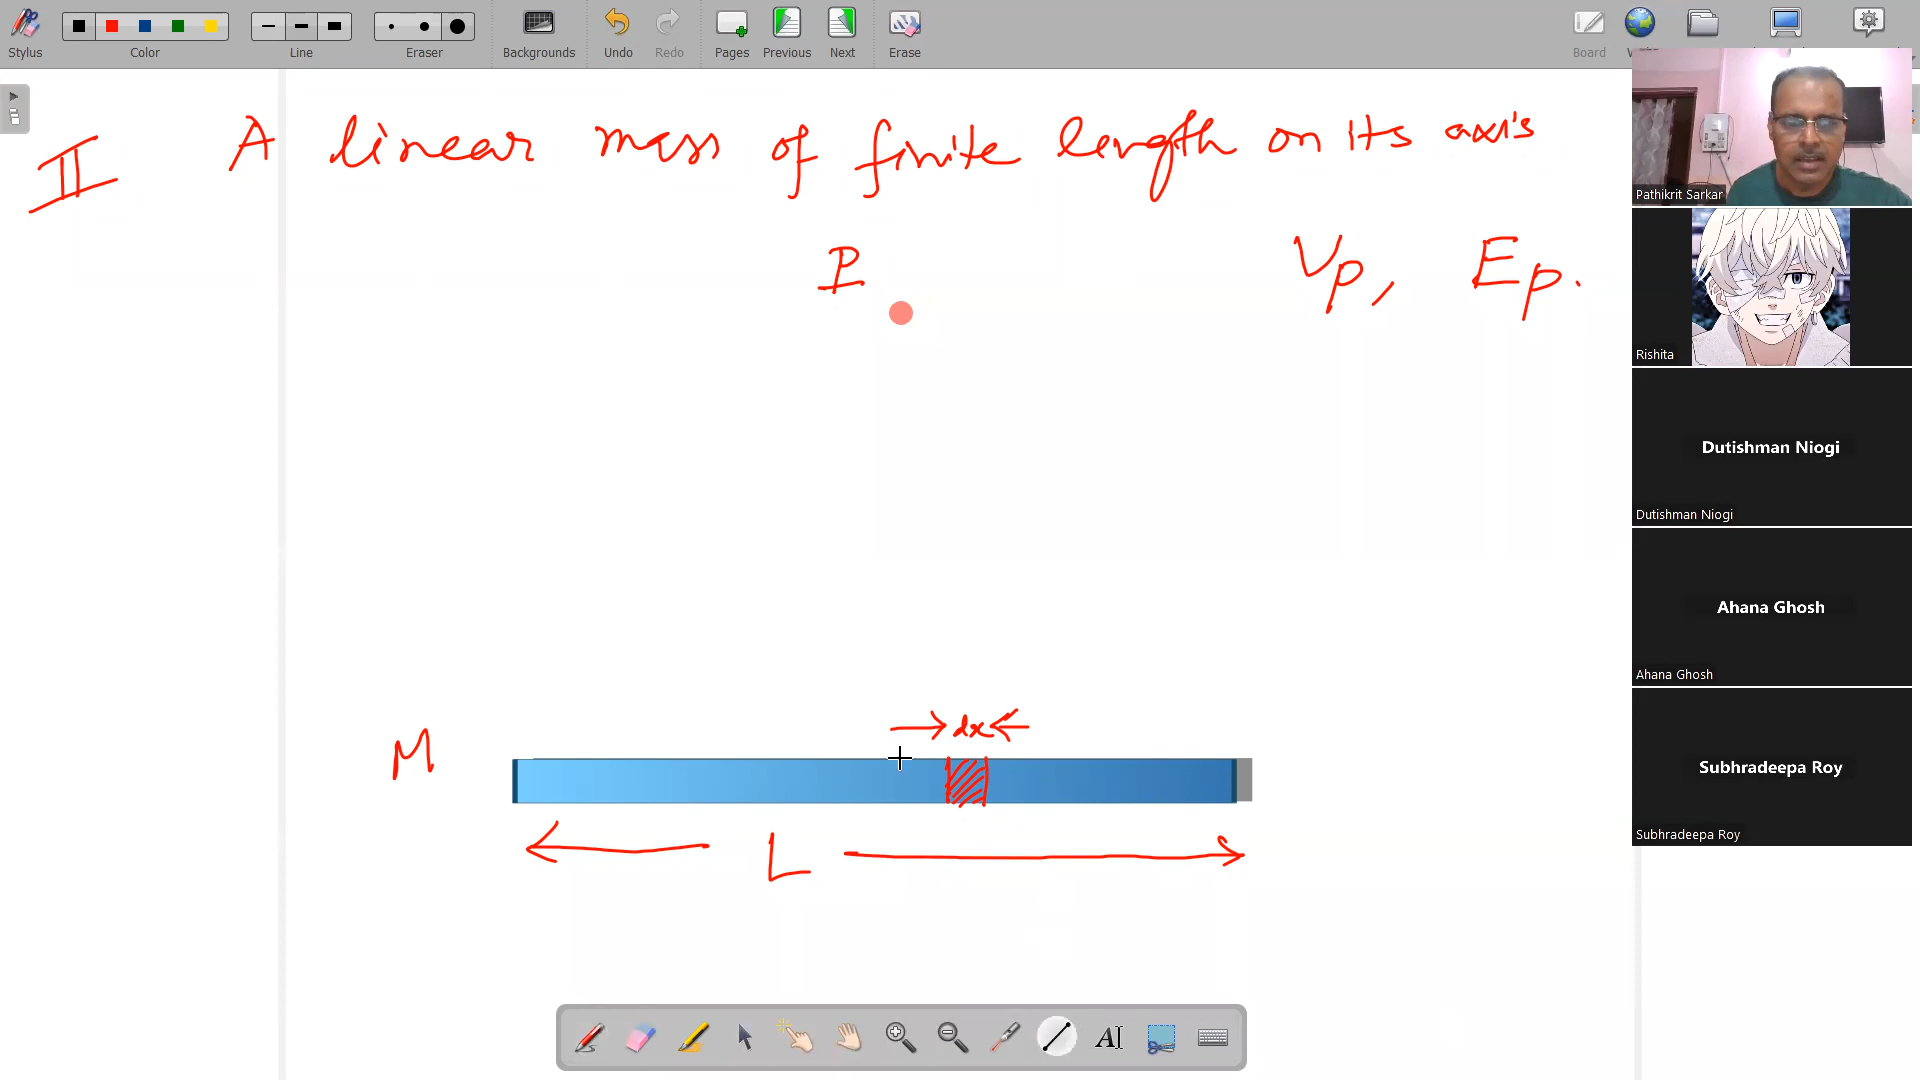 Stylus Color Line Eraser Backgrounds Undo Redo Pages Previous Next Erase Board
II A linear mass of finite length on its axis
P Vp, Ep.
M
dx
L
AI
Pathikrit Sarkar
Rishita
Dutishman Niogi
Dutishman Niogi
Ahana Ghosh
Ahana Ghosh
Subhradeepa Roy
Subhradeepa Roy